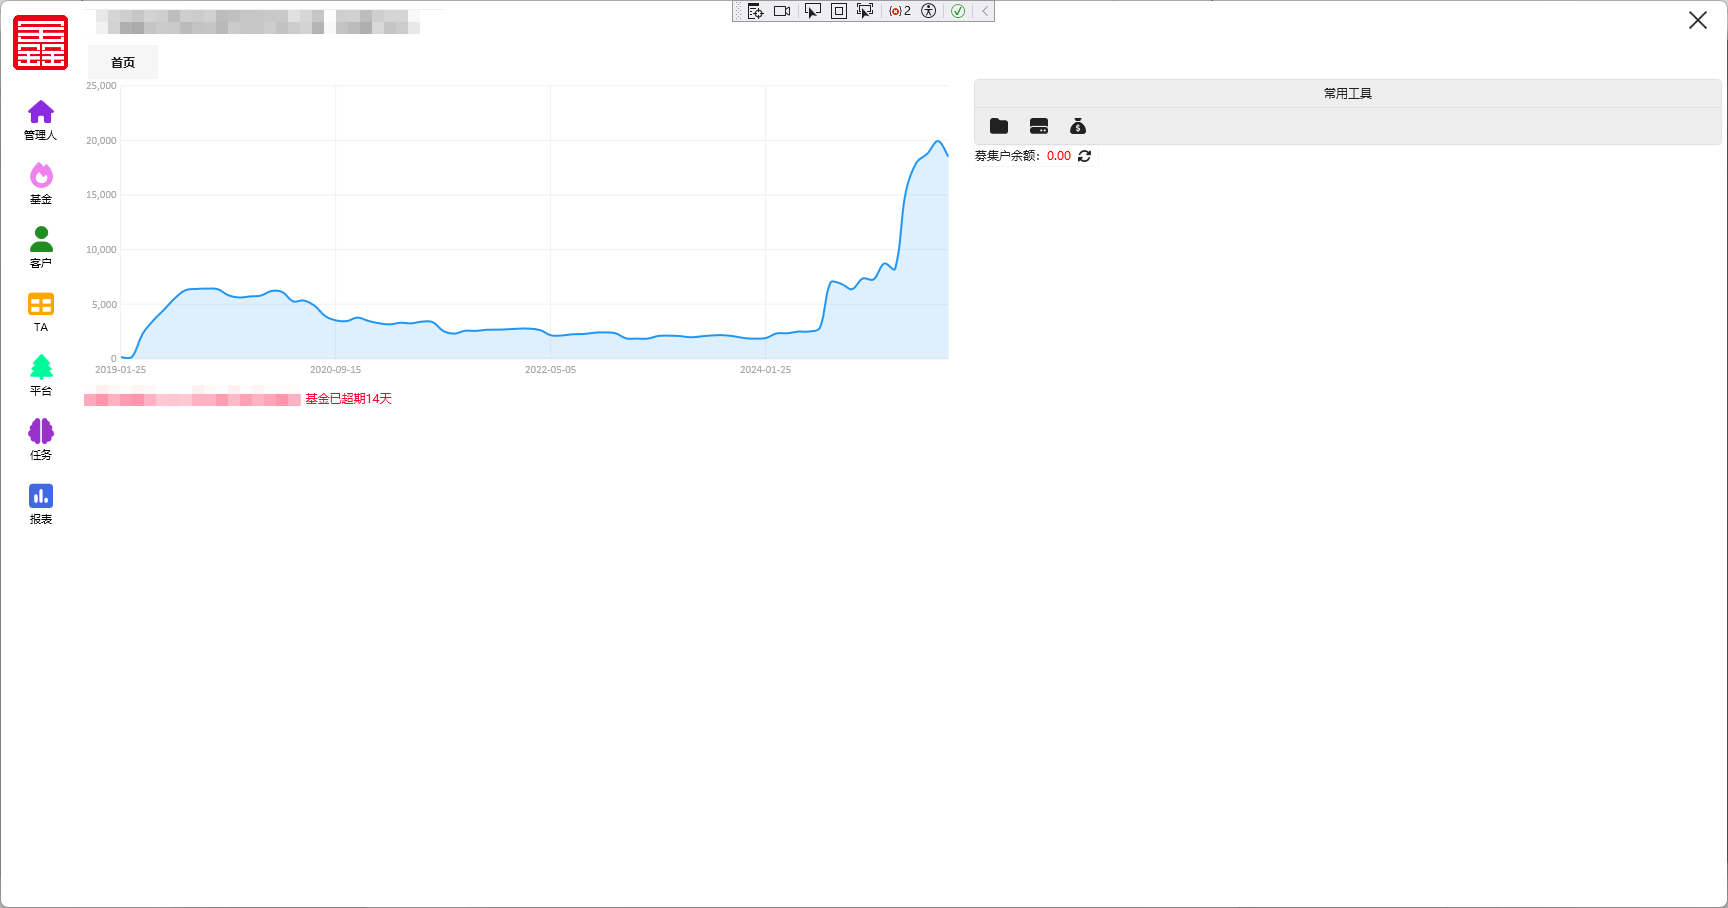 2
首页
管理人
基金
客户
TA
平台
任务
报表
25,000
20,000
15,000
10,000
5,000
0
2019-01-25
2020-09-15
2022-05-05
2024-01-25
基金已超期14天
常用工具
募集户余额：0.00